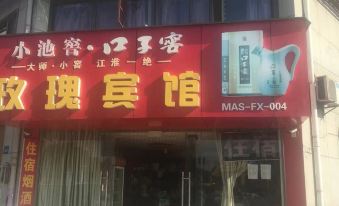 小池窖·口子窖
—大师·小窖 江淮一绝—
玫瑰宾馆
MAS-FX-004
住宿烟酒
住宿